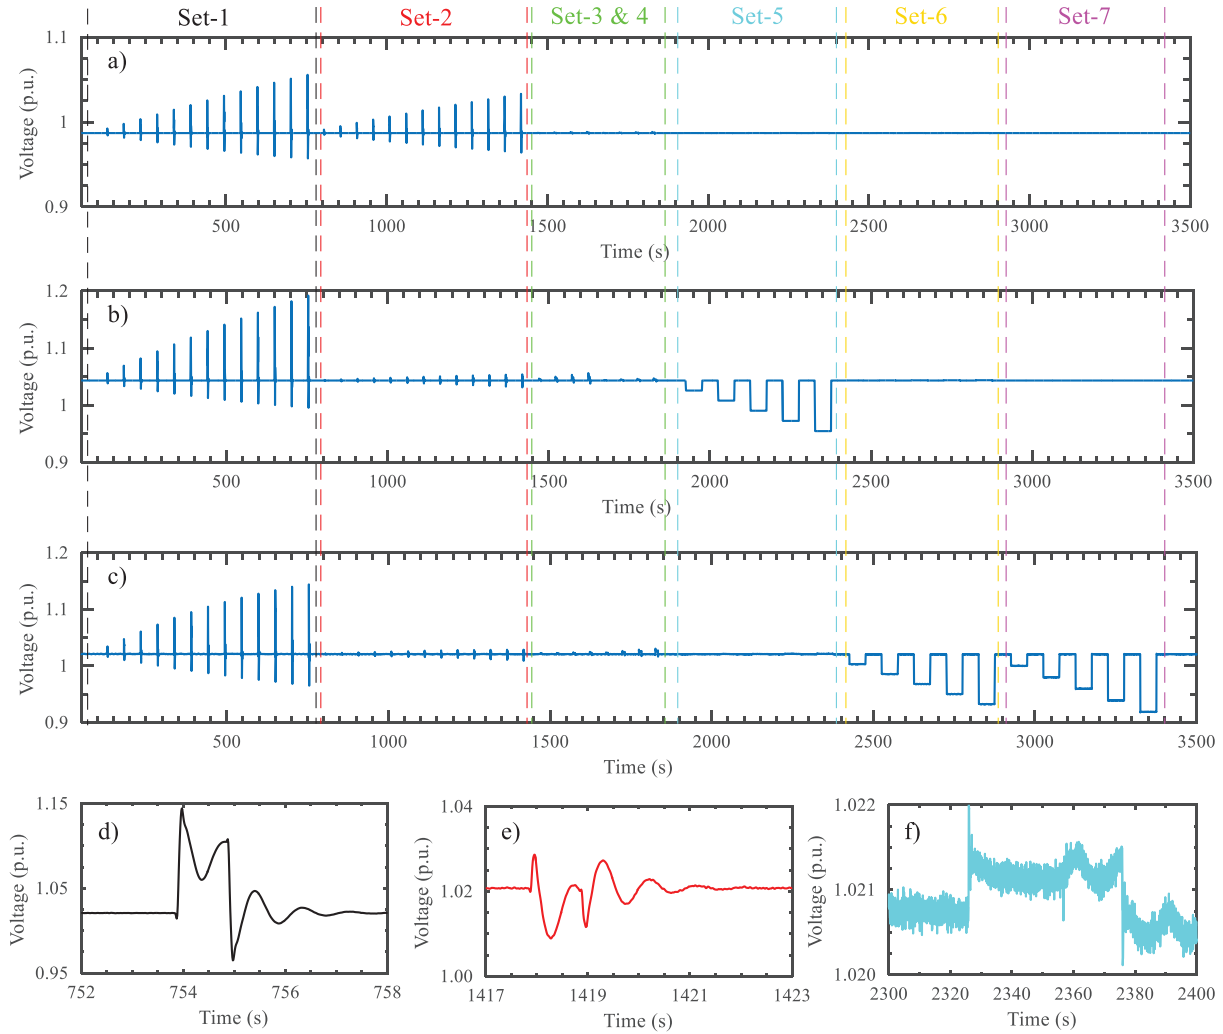 Set-1 Set-2 Set-3 & 4 Set-5 Set-6 Set-7
1.1
a)
1
0.9
Voltage (p.u.)
500 1000 1500 2000 2500 3000 3500
Time (s)
1.2
b)
1.1
1
0.9
Voltage (p.u.)
500 1000 1500 2000 2500 3000 3500
Time (s)
1.2
c)
1.1
1
0.9
Voltage (p.u.)
500 1000 1500 2000 2500 3000 3500
Time (s)
1.15
d)
1.05
0.95
Voltage (p.u.)
752 754 756 758
Time (s)
1.04
e)
1.02
1.00
Voltage (p.u.)
1417 1419 1421 1423
Time (s)
1.022
f)
1.021
1.020
Voltage (p.u.)
2300 2320 2340 2360 2380 2400
Time (s)